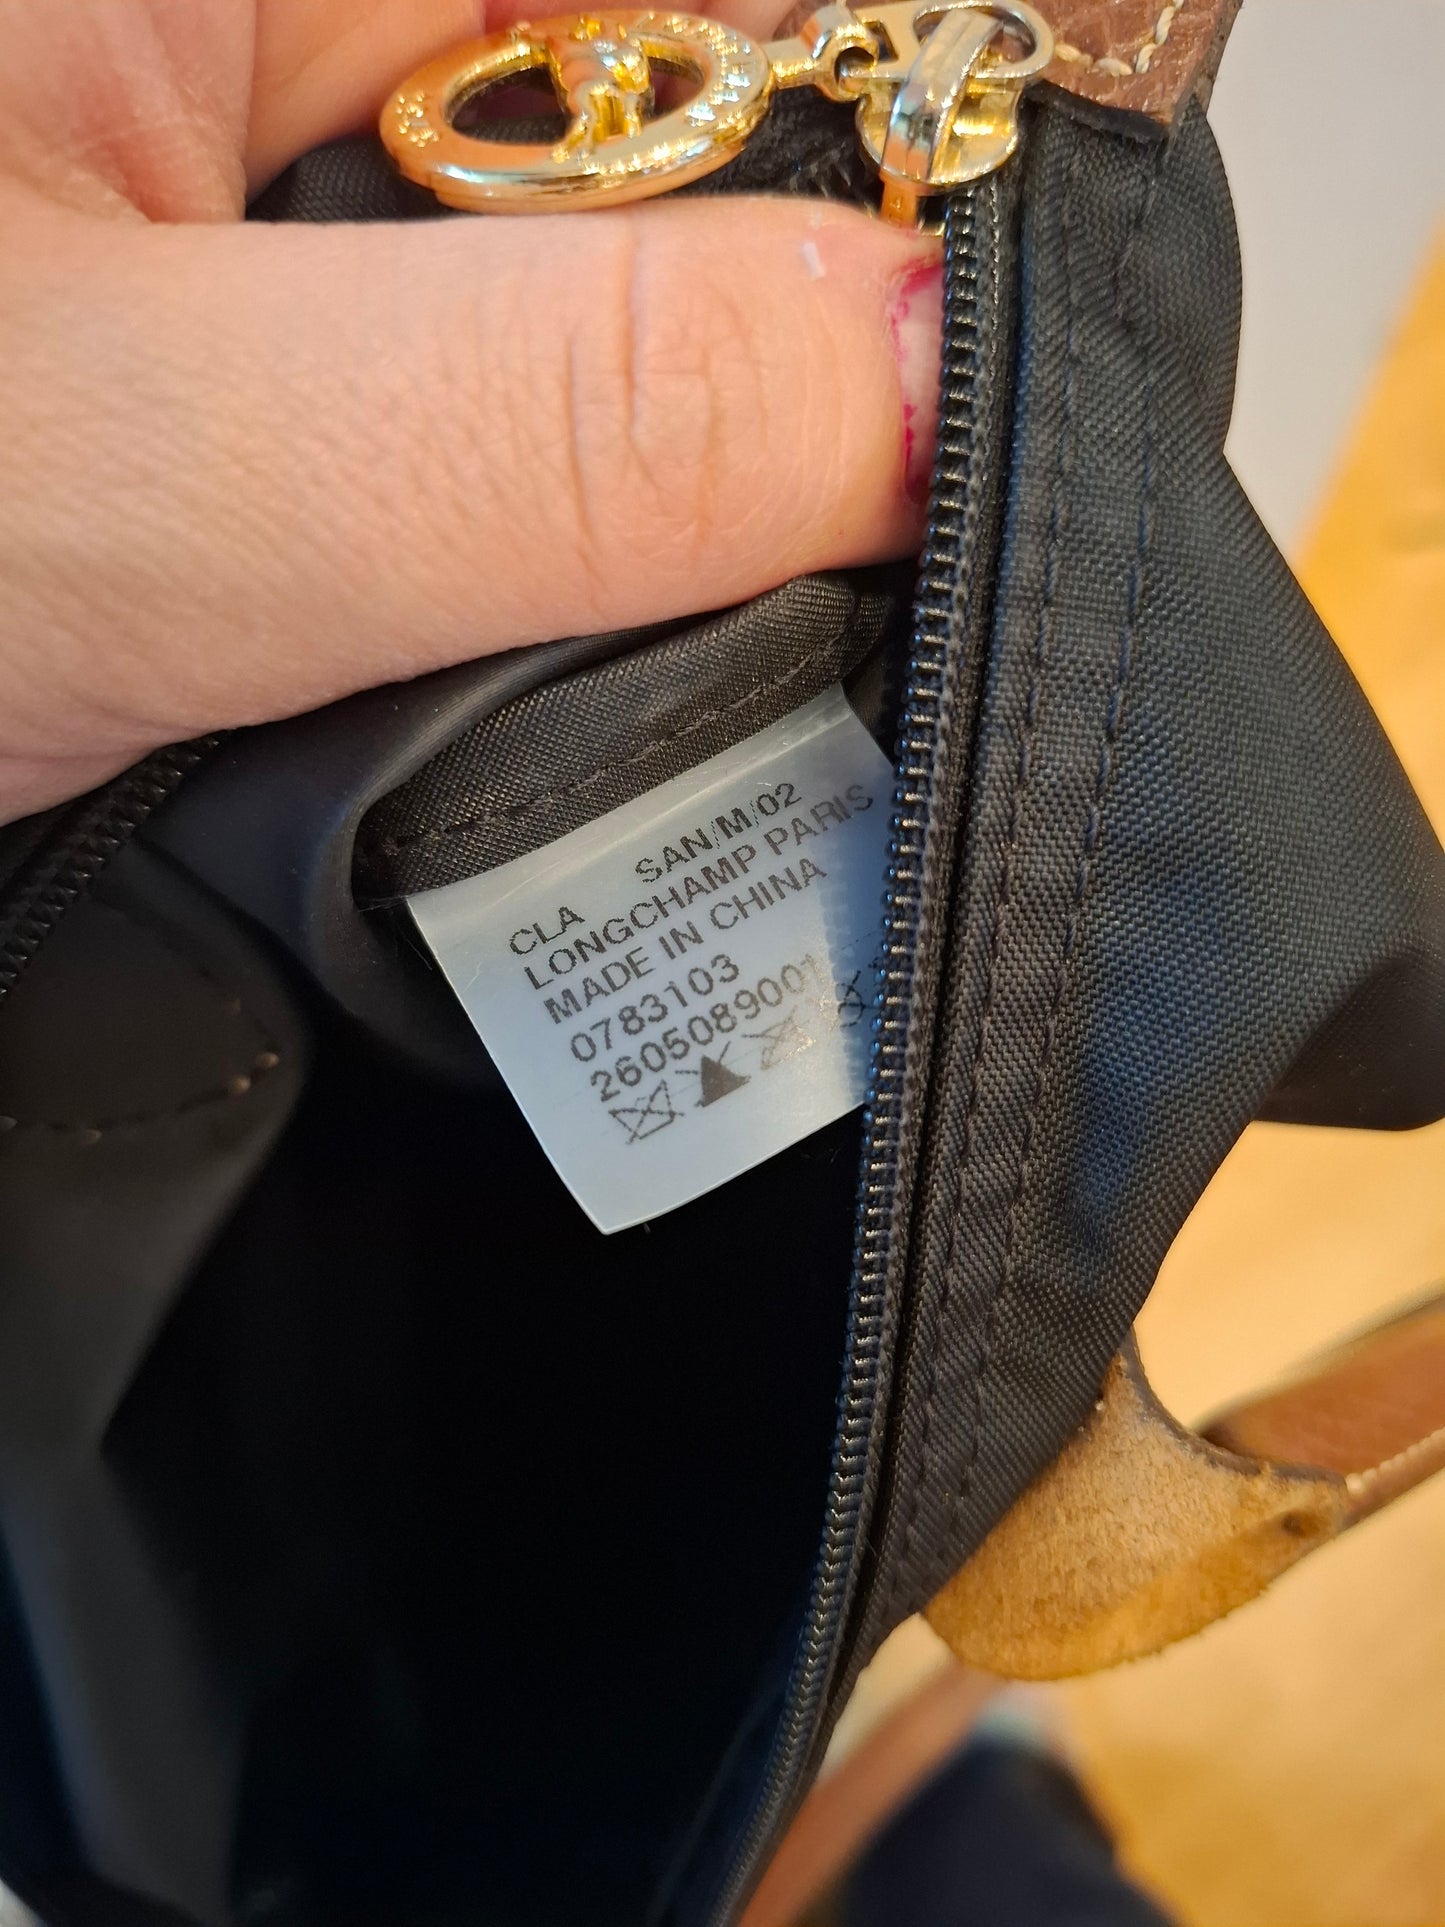 SAN/M/02
CLA
LONGCHAMP PARIS
MADE IN CHINA
0783103
2605089001